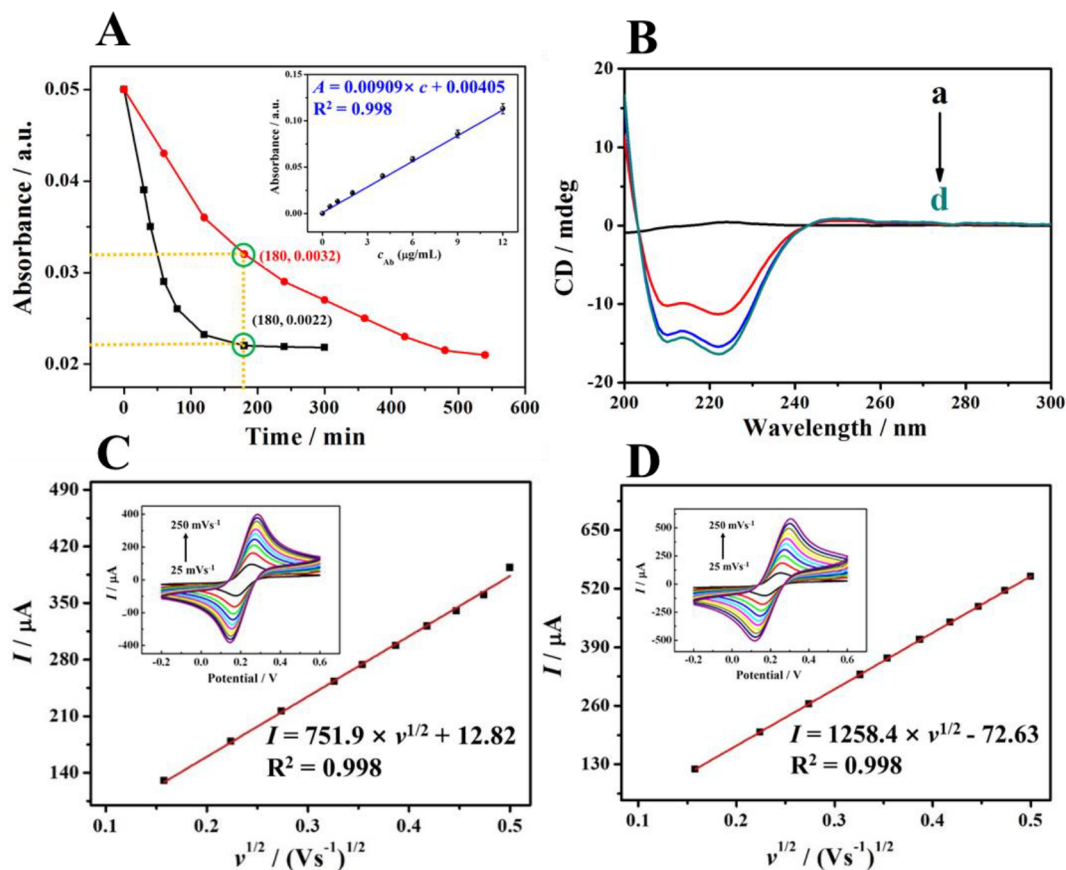 A
0.05
0.04
0.03
0.02
Absorbance / a.u.
0
100
200
300
400
500
600
Time / min
(180, 0.0032)
(180, 0.0022)
0.15
0.10
0.05
0.00
Absorbance / a.u.
A = 0.00909× c + 0.00405
R² = 0.998
0
3
6
9
12
c_Ab (μg/mL)
B
20
10
0
-10
-20
CD / mdeg
a
d
200
220
240
260
280
300
Wavelength / nm
C
490
420
350
280
210
140
I / μA
400
200
0
-200
-400
I / μA
250 mVs⁻¹
25 mVs⁻¹
-0.2
0.0
0.2
0.4
0.6
Potential / V
I = 751.9 × v^1/2 + 12.82
R² = 0.998
0.1
0.2
0.3
0.4
0.5
v^1/2 / (Vs⁻¹)^1/2
D
650
520
390
260
130
I / μA
500
250
0
-250
-500
I / μA
250 mVs⁻¹
25 mVs⁻¹
-0.2
0.0
0.2
0.4
0.6
Potential / V
I = 1258.4 × v^1/2 - 72.63
R² = 0.998
0.1
0.2
0.3
0.4
0.5
v^1/2 / (Vs⁻¹)^1/2